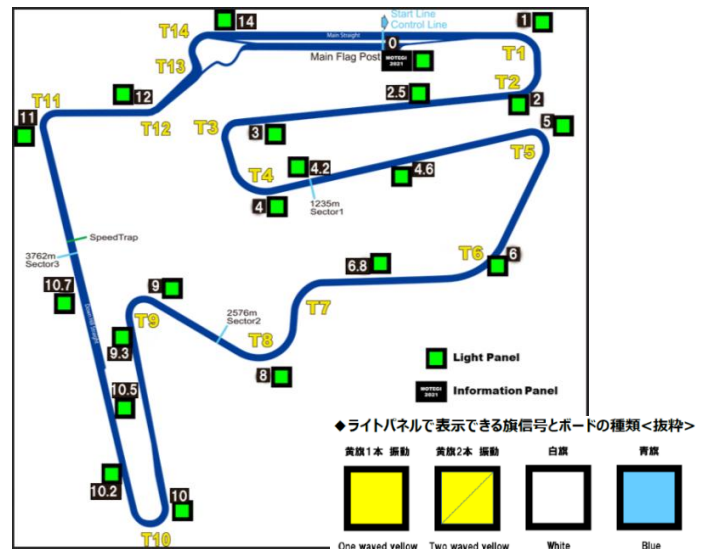 Start Line
Control Line
14
1
T14
Main Straight
0
T1
Main Flag Post
MOTEGI
2021
T13
T2
2.5
2
12
T11
11
T12
T3
3
5
T5
4.2
4.6
T4
4
1235m
Sector1
SpeedTrap
3762m
Sector3
T6
6
6.8
10.7
9
T7
Down Hill Straight
T9
2576m
Sector2
T8
9.3
8
Light Panel
10.5
MOTEGI
2021
Information Panel
10.2
10
T10
◆ライトパネルで表示できる旗信号とボードの種類<抜粋>
黄旗1本 振動 黄旗2本 振動 白旗 青旗
One waved yellow Two waved yellow White Blue